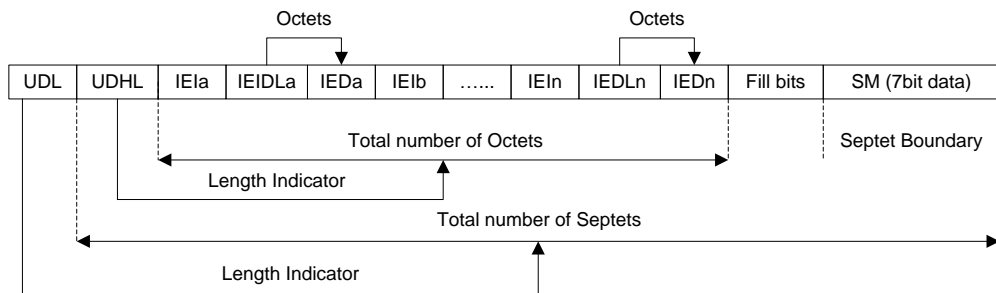 Octets Octets
UDL UDHL IEIa IEIDLa IEDa IEIb …... IEIn IEDLn IEDn Fill bits SM (7bit data)
Total number of Octets Septet Boundary
Length Indicator
Total number of Septets
Length Indicator